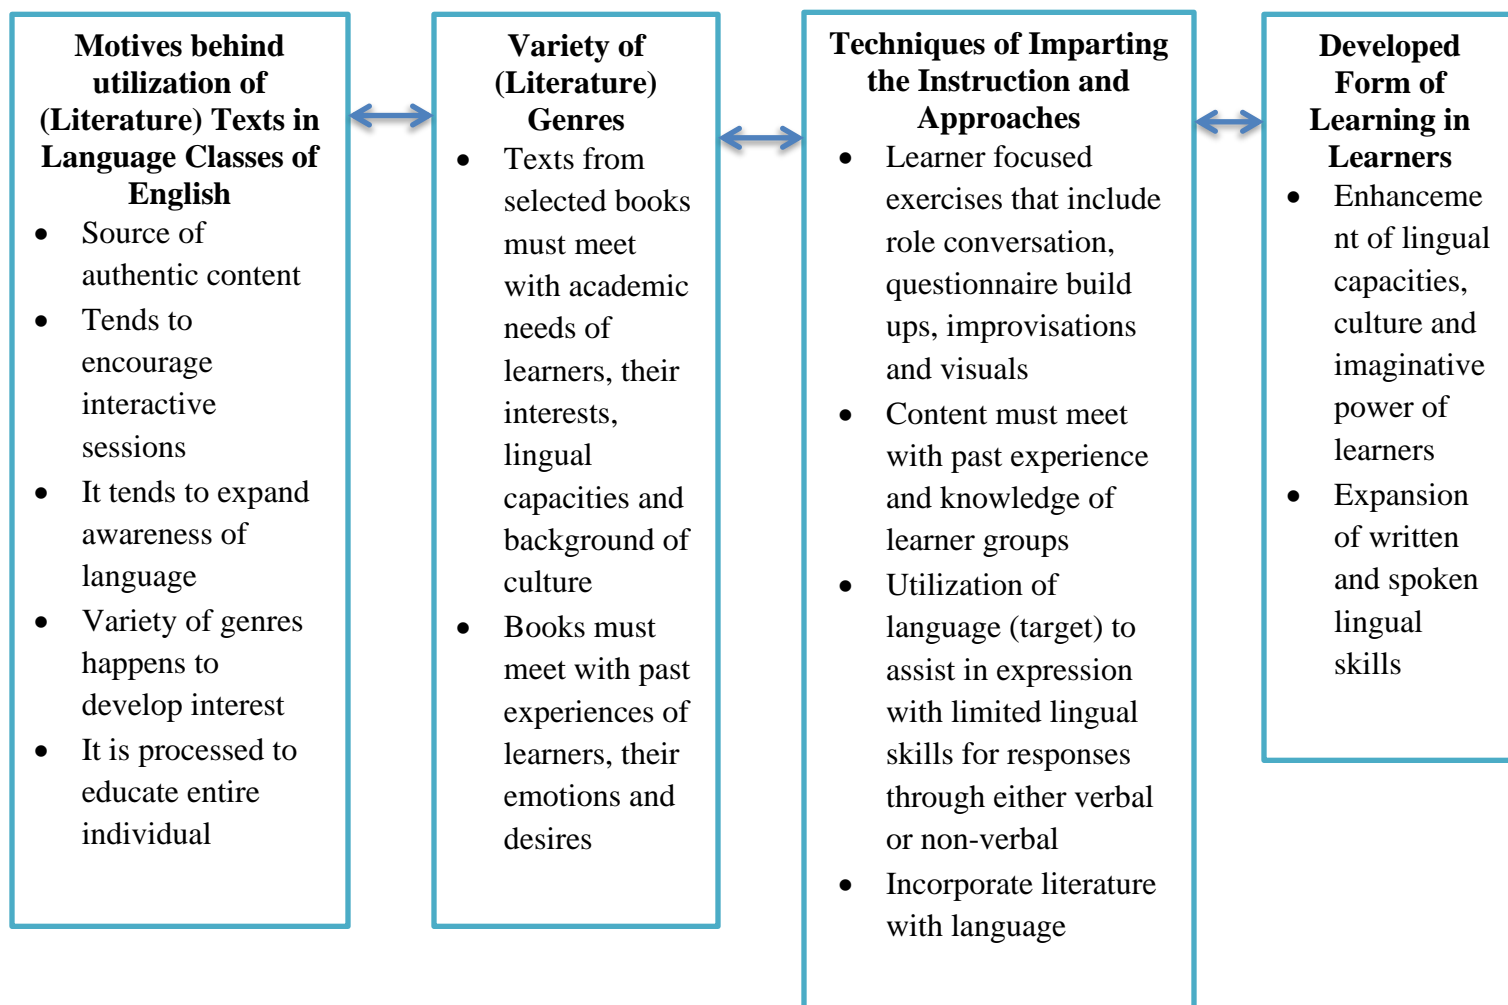 Motives behind
utilization of
(Literature) Texts in
Language Classes of
English
• Source of
authentic content
• Tends to
encourage
interactive
sessions
• It tends to expand
awareness of
language
• Variety of genres
happens to
develop interest
• It is processed to
educate entire
individual
Variety of
(Literature)
Genres
• Texts from
selected books
must meet
with academic
needs of
learners, their
interests,
lingual
capacities and
background of
culture
• Books must
meet with past
experiences of
learners, their
emotions and
desires
Techniques of Imparting
the Instruction and
Approaches
• Learner focused
exercises that include
role conversation,
questionnaire build
ups, improvisations
and visuals
• Content must meet
with past experience
and knowledge of
learner groups
• Utilization of
language (target) to
assist in expression
with limited lingual
skills for responses
through either verbal
or non-verbal
• Incorporate literature
with language
Developed
Form of
Learning in
Learners
• Enhanceme
nt of lingual
capacities,
culture and
imaginative
power of
learners
• Expansion
of written
and spoken
lingual
skills